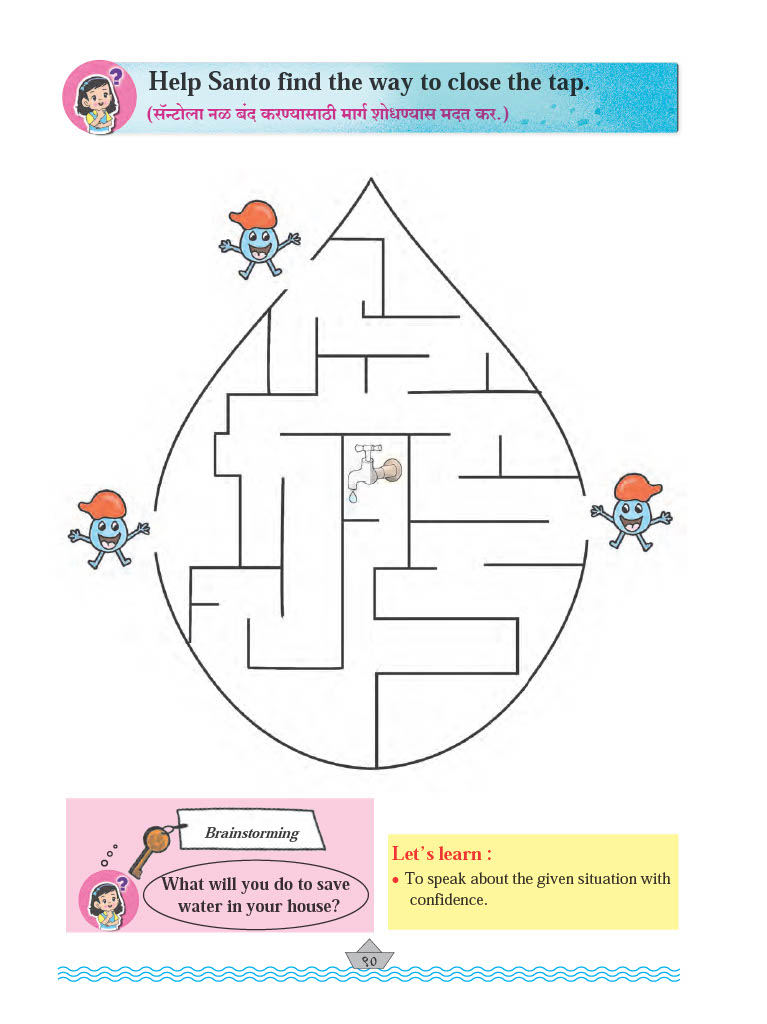 Help Santo find the way to close the tap.
(सॅन्टोला नळ बंद करण्यासाठी मार्ग शोधण्यास मदत कर.)
?
Brainstorming
?
What will you do to save
water in your house?
Let's learn :
• To speak about the given situation with
confidence.
९०